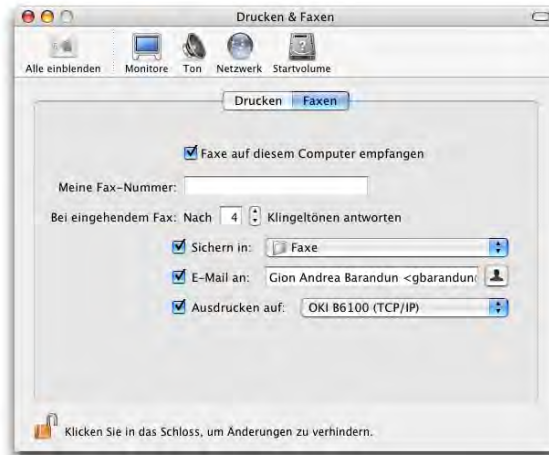 Drucken & Faxen
Alle einblenden Monitore Ton Netzwerk Startvolume
Drucken Faxen
Faxe auf diesem Computer empfangen
Meine Fax-Nummer:
Bei eingehendem Fax: Nach 4 Klingeltönen antworten
Sichern in: Faxe
E-Mail an: Gion Andrea Barandun <gbarandun
Ausdrucken auf: OKI B6100 (TCP/IP)
Klicken Sie in das Schloss, um Änderungen zu verhindern.